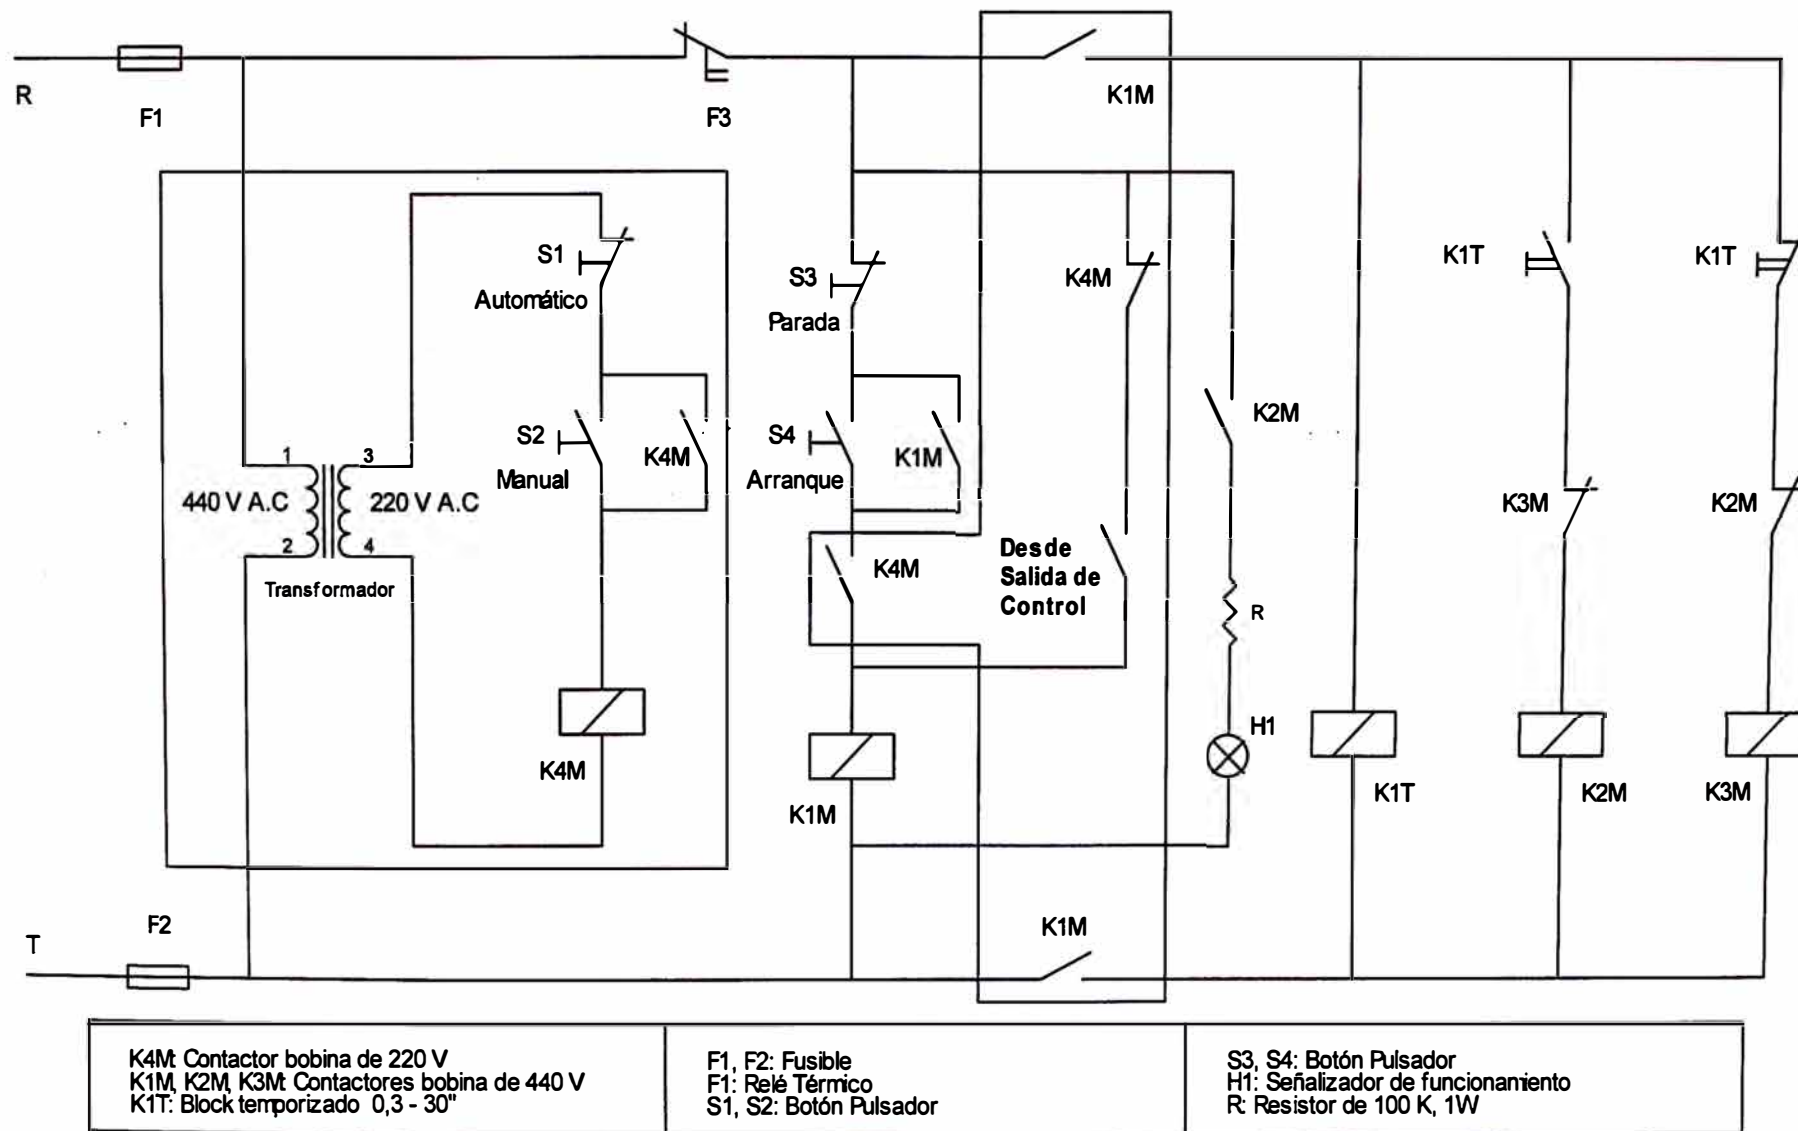 R
F1
F3
K1M
S1
Automático
S3
Parada
K4M
K1T
K1T
S2
Manual
K4M
S4
Arranque
K1M
K2M
1
3
440 V A.C
220 V A.C
2
4
Transformador
K3M
K2M
K4M
Desde
Salida de
Control
R
K4M
K1M
H1
K1T
K2M
K3M
T
F2
K1M
K4M: Contactor bobina de 220 V
K1M, K2M, K3M: Contactores bobina de 440 V
K1T: Block temporizado 0,3 - 30"
F1, F2: Fusible
F1: Relé Térmico
S1, S2: Botón Pulsador
S3, S4: Botón Pulsador
H1: Señalizador de funcionamiento
R: Resistor de 100 K, 1W